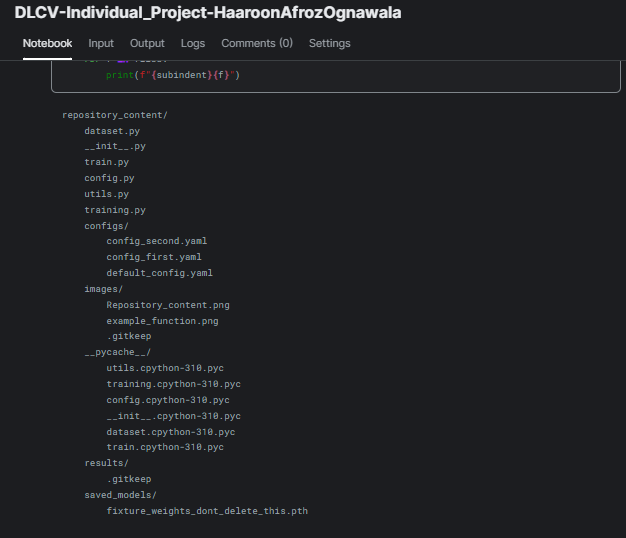 DLCV-Individual_Project-HaaroonAfrozOgnawala
Notebook Input Output Logs Comments (0) Settings
print(f"{subindent}{f}")
repository_content/
dataset.py
__init__.py
train.py
config.py
utils.py
training.py
configs/
config_second.yaml
config_first.yaml
default_config.yaml
images/
Repository_content.png
example_function.png
.gitkeep
__pycache__/
utils.cpython-310.pyc
training.cpython-310.pyc
config.cpython-310.pyc
__init__.cpython-310.pyc
dataset.cpython-310.pyc
train.cpython-310.pyc
results/
.gitkeep
saved_models/
fixture_weights_dont_delete_this.pth